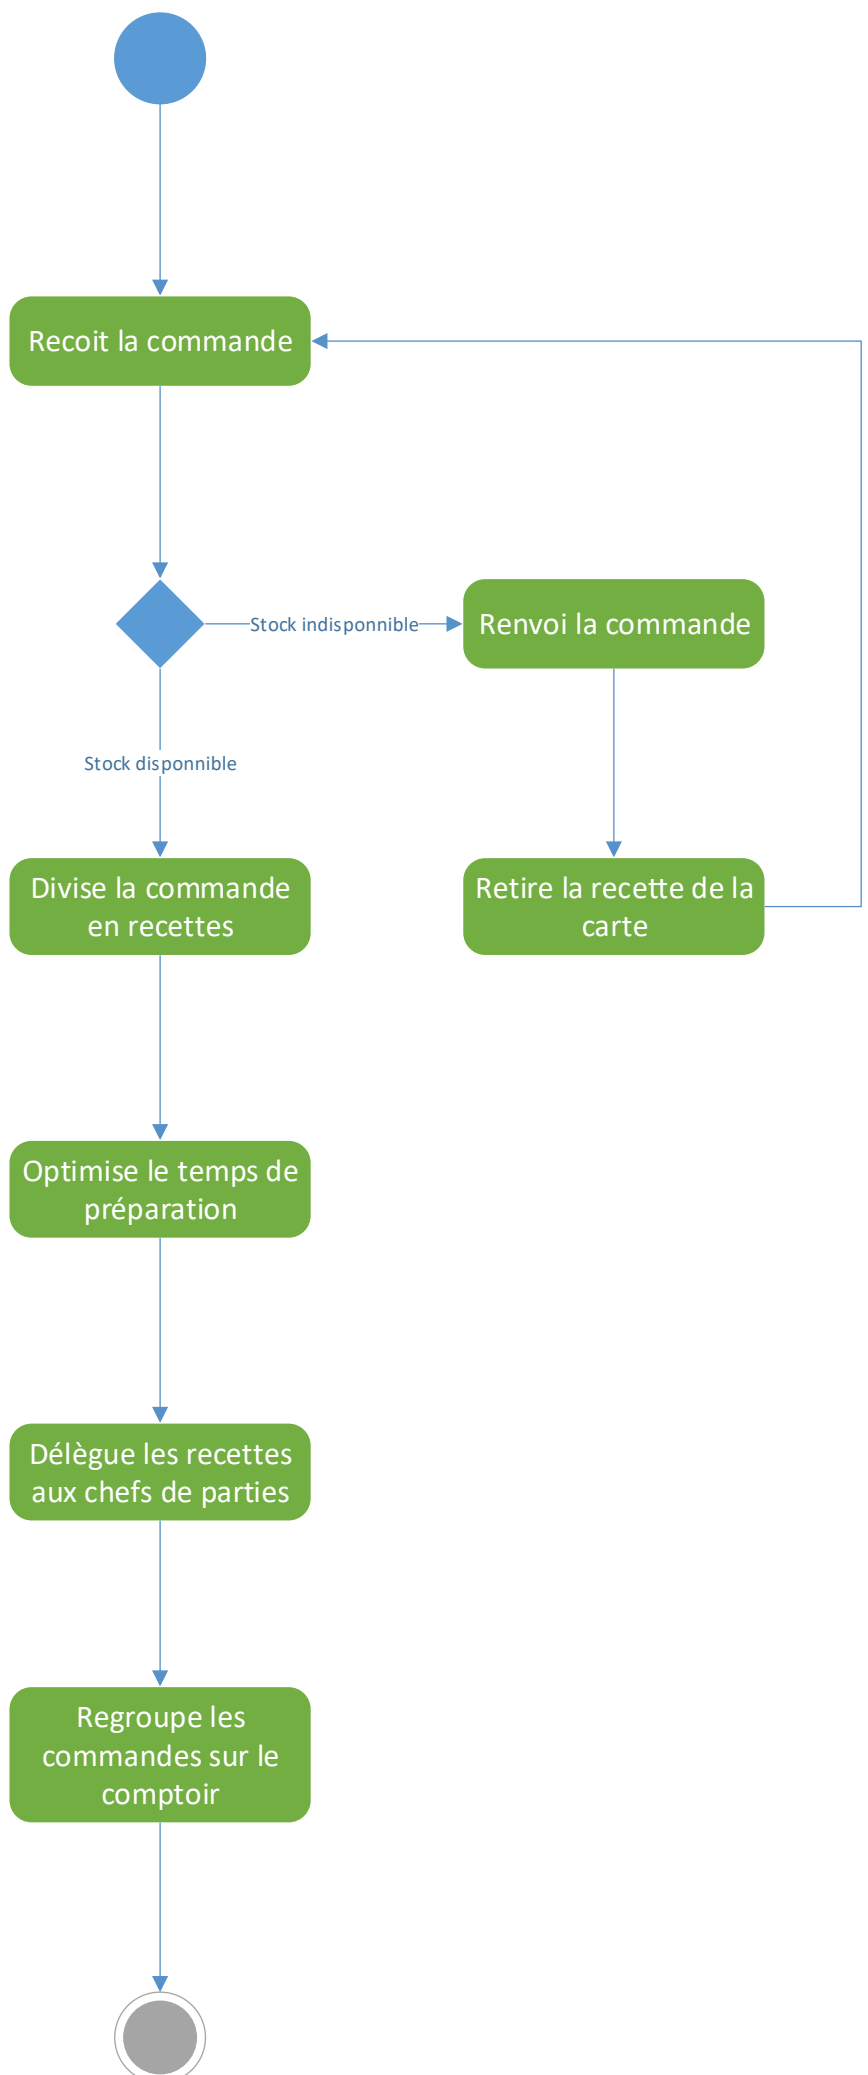 Recoit la commande
Stock indisponnible
Renvoi la commande
Stock disponnible
Divise la commande
en recettes
Retire la recette de la
carte
Optimise le temps de
préparation
Délègue les recettes
aux chefs de parties
Regroupe les
commandes sur le
comptoir